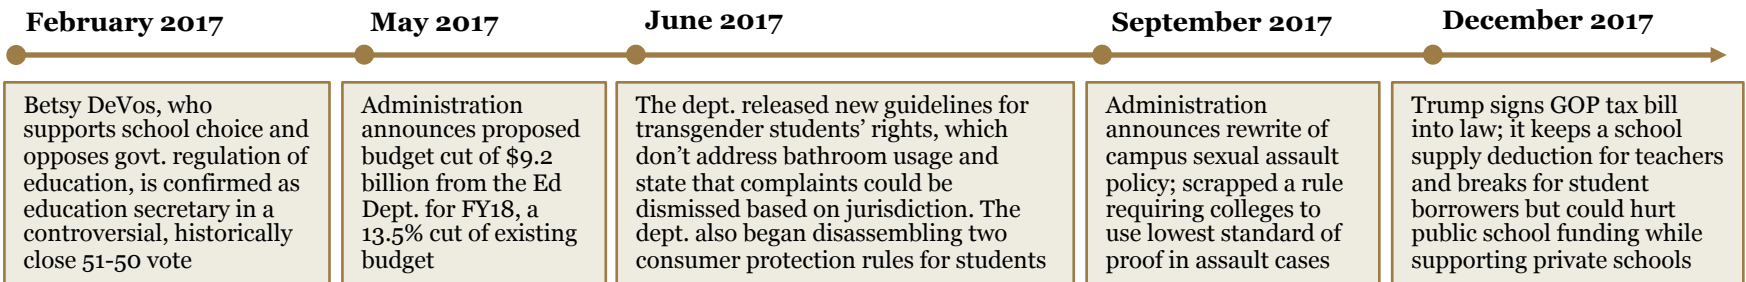 February 2017
May 2017
June 2017
September 2017
December 2017
Betsy DeVos, who
supports school choice and
opposes govt. regulation of
education, is confirmed as
education secretary in a
controversial, historically
close 51-50 vote
Administration
announces proposed
budget cut of $9.2
billion from the Ed
Dept. for FY18, a
13.5% cut of existing
budget
The dept. released new guidelines for
transgender students’ rights, which
don’t address bathroom usage and
state that complaints could be
dismissed based on jurisdiction. The
dept. also began disassembling two
consumer protection rules for students
Administration
announces rewrite of
campus sexual assault
policy; scrapped a rule
requiring colleges to
use lowest standard of
proof in assault cases
Trump signs GOP tax bill
into law; it keeps a school
supply deduction for teachers
and breaks for student
borrowers but could hurt
public school funding while
supporting private schools